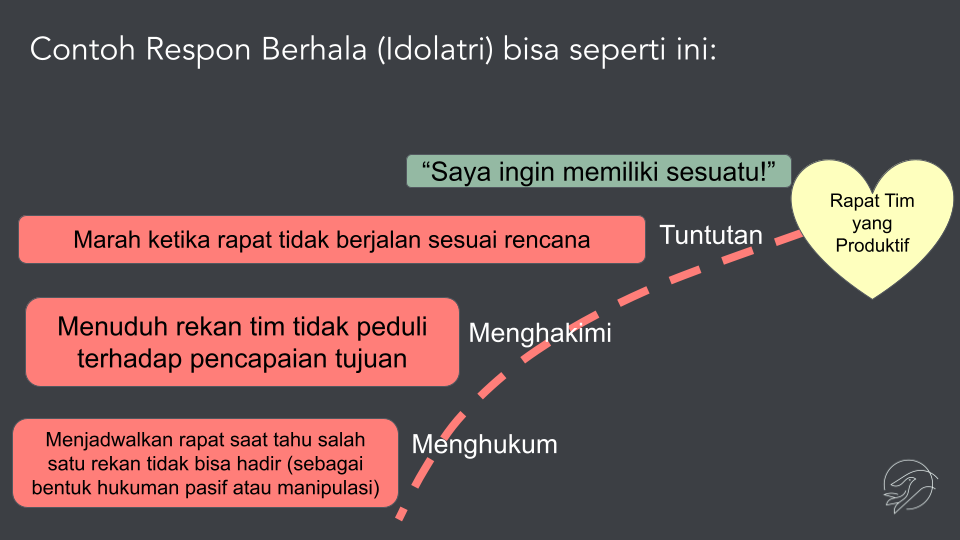 Contoh Respon Berhala (Idolatri) bisa seperti ini:
“Saya ingin memiliki sesuatu!”
Rapat Tim
yang
Produktif
Marah ketika rapat tidak berjalan sesuai rencana
Tuntutan
Menuduh rekan tim tidak peduli
terhadap pencapaian tujuan
Menghakimi
Menjadwalkan rapat saat tahu salah
satu rekan tidak bisa hadir (sebagai
bentuk hukuman pasif atau manipulasi)
Menghukum